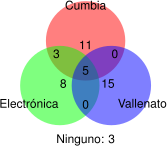 Cumbia
11
3 0
5
8 15
Electrónica 0 Vallenato
Ninguno: 3